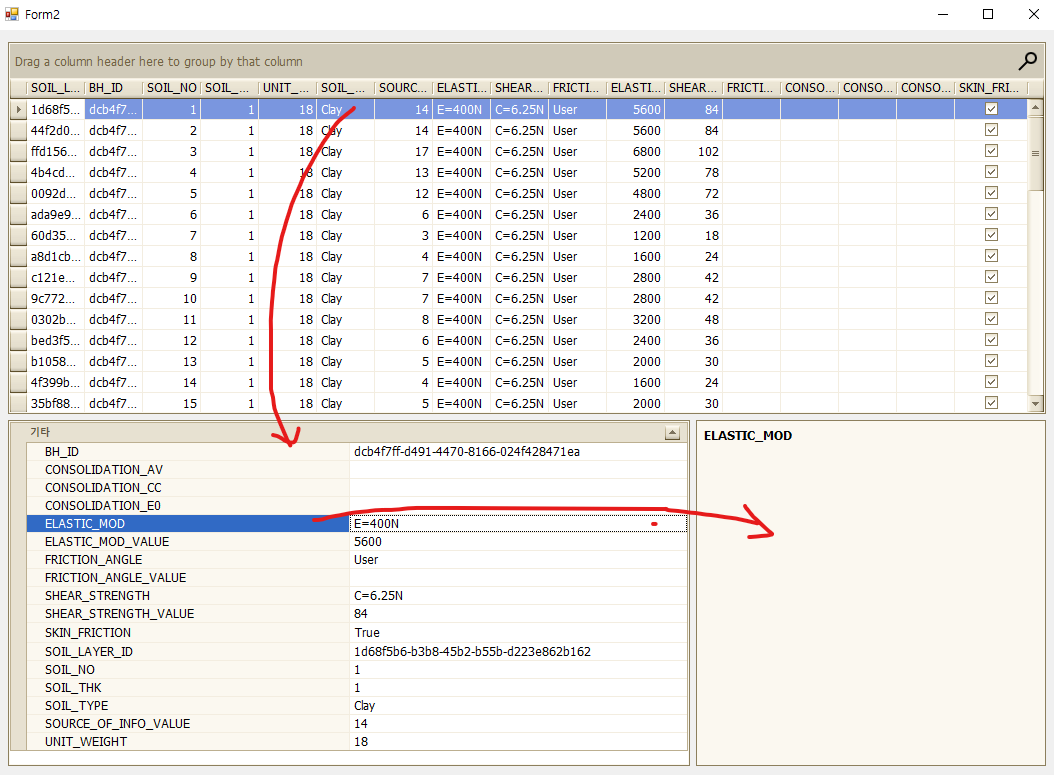 Form2
Drag a column header here to group by that column
SOIL_L... BH_ID SOIL_NO SOIL_... UNIT_... SOIL_... SOURC... ELASTI... SHEAR... FRICTI... ELASTI... SHEAR... FRICTI... CONSO... CONSO... CONSO... SKIN_FRI...
1d68f5... dcb4f7... 1 1 18 Clay 14 E=400N C=6.25N User 5600 84
44f2d0... dcb4f7... 2 1 18 Clay 14 E=400N C=6.25N User 5600 84
ffd156... dcb4f7... 3 1 18 Clay 17 E=400N C=6.25N User 6800 102
4b4cd... dcb4f7... 4 1 18 Clay 13 E=400N C=6.25N User 5200 78
0092d... dcb4f7... 5 1 18 Clay 12 E=400N C=6.25N User 4800 72
ada9e9... dcb4f7... 6 1 18 Clay 6 E=400N C=6.25N User 2400 36
60d35... dcb4f7... 7 1 18 Clay 3 E=400N C=6.25N User 1200 18
a8d1cb... dcb4f7... 8 1 18 Clay 4 E=400N C=6.25N User 1600 24
c121e... dcb4f7... 9 1 18 Clay 7 E=400N C=6.25N User 2800 42
9c772... dcb4f7... 10 1 18 Clay 7 E=400N C=6.25N User 2800 42
0302b... dcb4f7... 11 1 18 Clay 8 E=400N C=6.25N User 3200 48
bed3f5... dcb4f7... 12 1 18 Clay 6 E=400N C=6.25N User 2400 36
b1058... dcb4f7... 13 1 18 Clay 5 E=400N C=6.25N User 2000 30
4f399b... dcb4f7... 14 1 18 Clay 4 E=400N C=6.25N User 1600 24
35bf88... dcb4f7... 15 1 18 Clay 5 E=400N C=6.25N User 2000 30
기타
BH_ID dcb4f7ff-d491-4470-8166-024f428471ea
CONSOLIDATION_AV
CONSOLIDATION_CC
CONSOLIDATION_E0
ELASTIC_MOD E=400N
ELASTIC_MOD_VALUE 5600
FRICTION_ANGLE User
FRICTION_ANGLE_VALUE
SHEAR_STRENGTH C=6.25N
SHEAR_STRENGTH_VALUE 84
SKIN_FRICTION True
SOIL_LAYER_ID 1d68f5b6-b3b8-45b2-b55b-d223e862b162
SOIL_NO 1
SOIL_THK 1
SOIL_TYPE Clay
SOURCE_OF_INFO_VALUE 14
UNIT_WEIGHT 18
ELASTIC_MOD